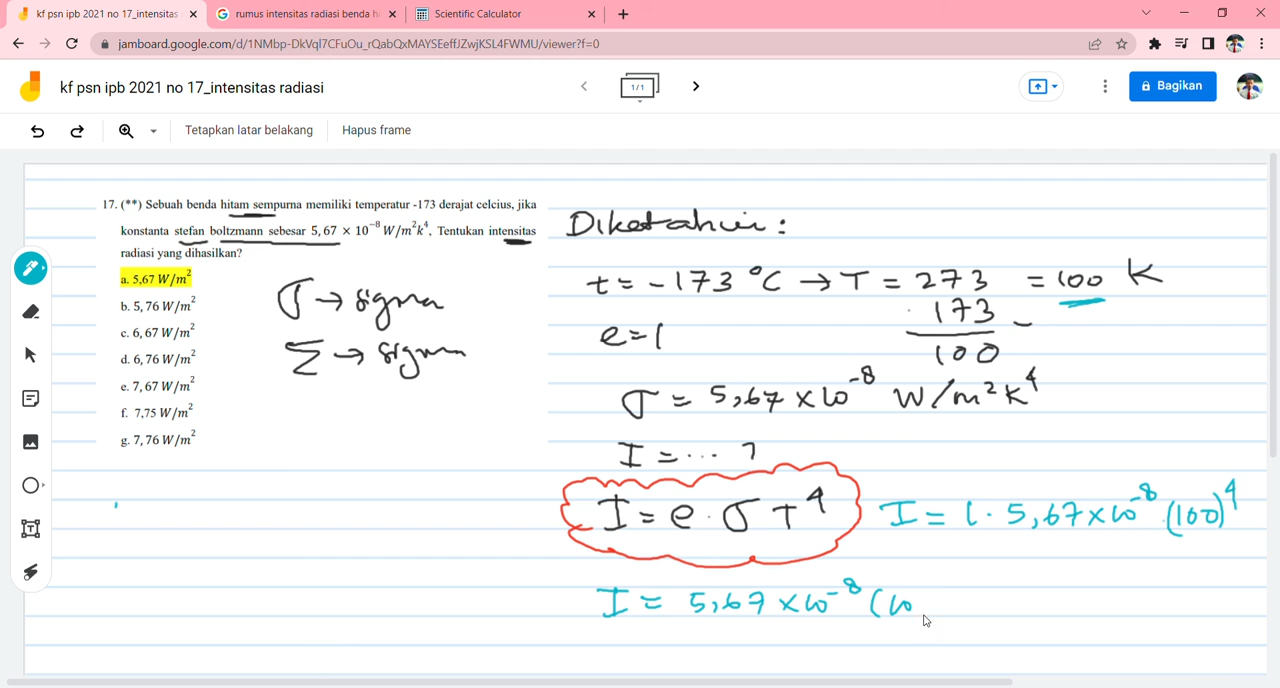 kf psn ipb 2021 no 17_intensitas
rumus intensitas radiasi benda h
Scientific Calculator
jamboard.google.com/d/1NMbp-DkVql7CFuOu_rQabQxMAYSEeffJZwjKSL4FWMU/viewer?f=0
kf psn ipb 2021 no 17_intensitas radiasi
1/1
Bagikan
Tetapkan latar belakang
Hapus frame
17. (**) Sebuah benda hitam sempurna memiliki temperatur -173 derajat celcius, jika
konstanta stefan boltzmann sebesar 5,67 × 10⁻⁸ W/m²k⁴. Tentukan intensitas
radiasi yang dihasilkan?
a. 5,67 W/m²
b. 5,76 W/m²
c. 6,67 W/m²
d. 6,76 W/m²
e. 7,67 W/m²
f. 7,75 W/m²
g. 7,76 W/m²
σ → sigma
Σ → sigma
Diketahui :
t = -173 °C → T = 273 = 100 K
173 -
100
e = 1
σ = 5,67 × 10⁻⁸ W/m²K⁴
I = ... ?
I = e · σ T⁴
I = 1 · 5,67 × 10⁻⁸ (100)⁴
I = 5,67 × 10⁻⁸ (10